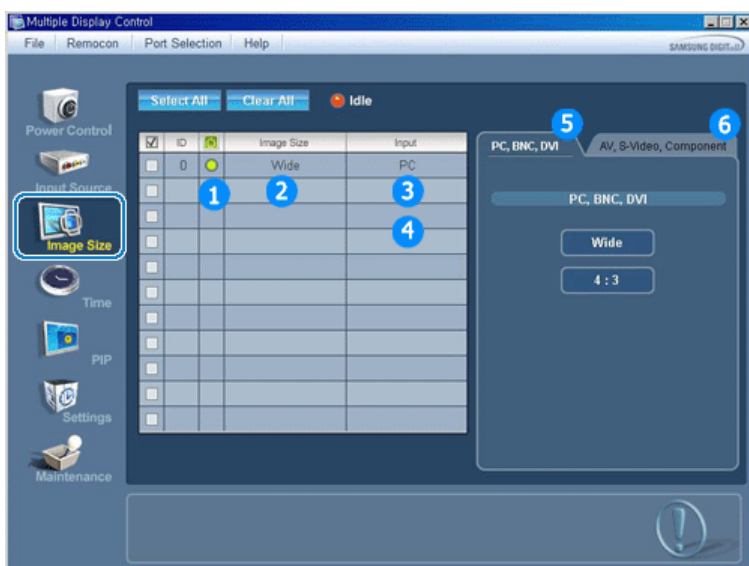 Multiple Display Control
File Remocon Port Selection Help
SAMSUNG DIGITall
Select All Clear All Idle
Power Control
Input Source
Image Size
Time
PIP
Settings
Maintenance
ID Image Size Input
0 Wide PC
1 2 3
4
5 6
PC, BNC, DVI AV, S-Video, Component
PC, BNC, DVI
Wide
4 : 3